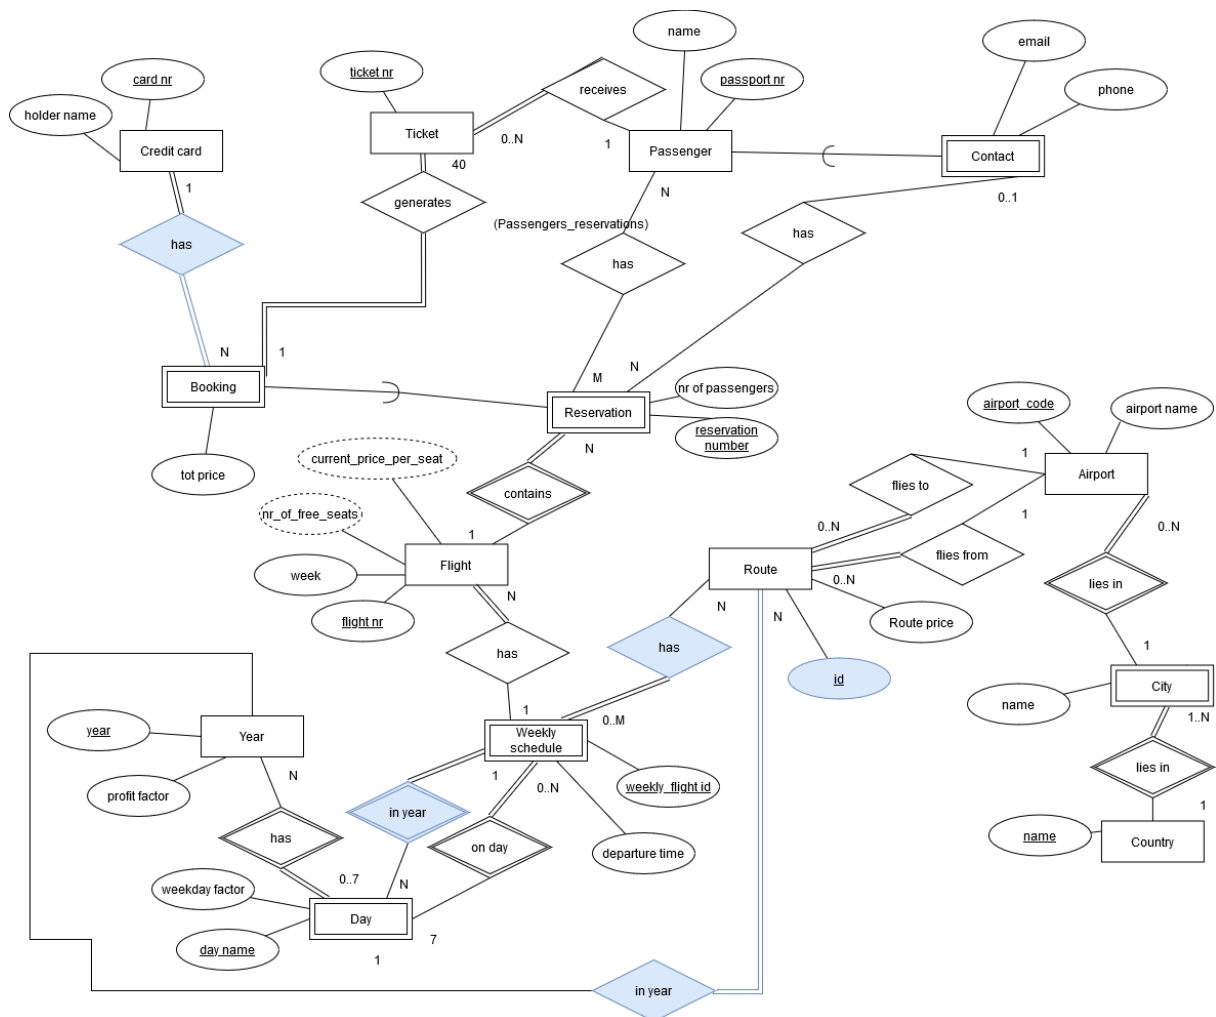 name
email
card nr
ticket nr
passport nr
phone
holder name
receives
Ticket
0..N
1
Passenger
Contact
Credit card
40
1
N
0..1
generates
(Passengers_reservations)
has
has
has
N
1
N
M
Booking
Reservation
nr of passengers
reservation
number
airport_code
airport name
tot price
N
current_price_per_seat
contains
1
Airport
flies to
nr_of_free_seats
0..N
1
0..N
1
flies from
Flight
Route
lies in
week
0..N
N
N
N
flight nr
Route price
has
has
1
id
City
name
1
0..M
1..N
year
Year
Weekly
schedule
lies in
profit factor
N
1
0..N
weekly_flight id
1
in year
name
Country
has
on day
departure time
0..7
N
weekday factor
Day
day name
7
1
in year